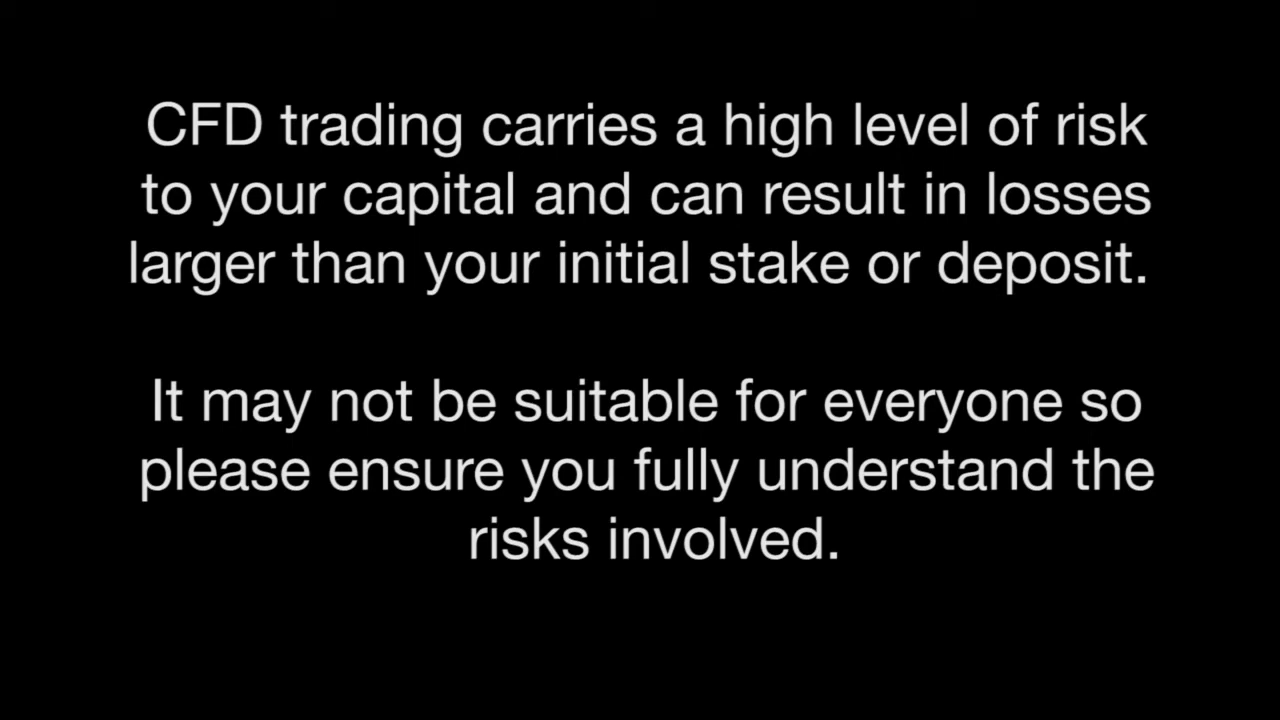 CFD trading carries a high level of risk
to your capital and can result in losses
larger than your initial stake or deposit.
It may not be suitable for everyone so
please ensure you fully understand the
risks involved.